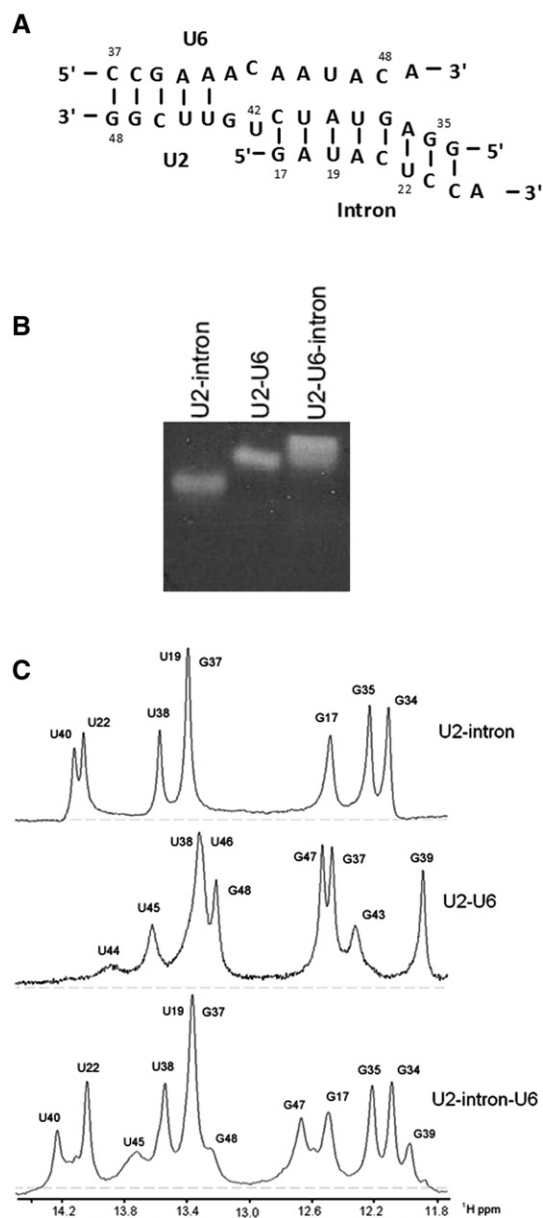 A
U6
37 48
5' – C C G A A A C A A U A C A – 3'
3' – G G C U U G U C U A U G A G G – 5'
48 42 35
U2
5' – G A U A C U C C A – 3'
17 19 22
Intron
B
U2-intron
U2-U6
U2-U6-intron
C
U40 U22 U38 U19 G37 G17 G35 G34
U2-intron
U44 U45 U38 U46 G48 G47 G37 G43 G39
U2-U6
U40 U22 U45 U38 U19 G37 G48 G47 G17 G35 G34 G39
U2-intron-U6
14.2 13.8 13.4 13.0 12.6 12.2 11.8
¹H ppm